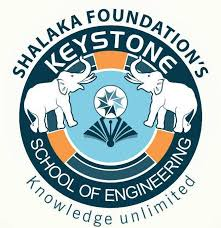 SHALAKA FOUNDATION'S
KEYSTONE
SCHOOL OF ENGINEERING
Knowledge unlimited